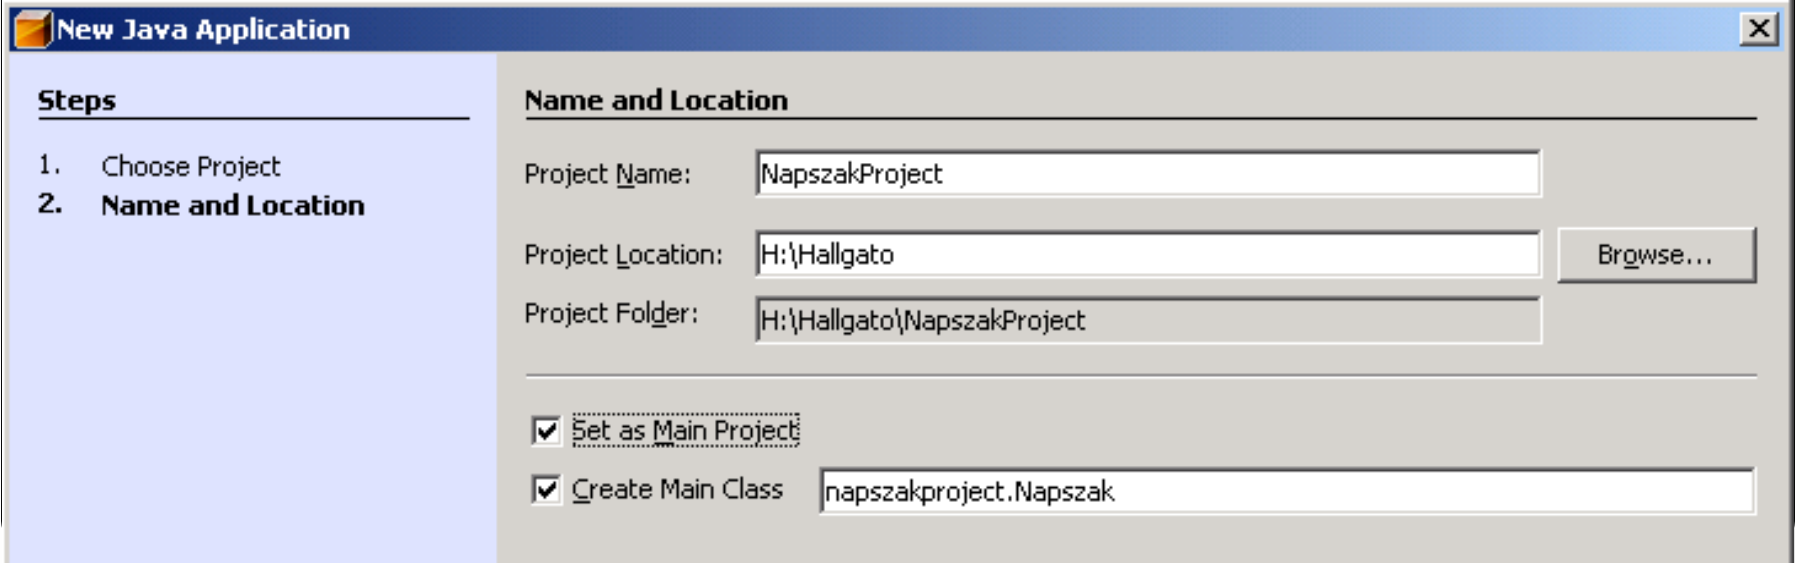 New Java Application
Steps
1. Choose Project
2. Name and Location
Name and Location
Project Name: NapszakProject
Project Location: H:\Hallgato Browse...
Project Folder: H:\Hallgato\NapszakProject
Set as Main Project
Create Main Class napszakproject.Napszak